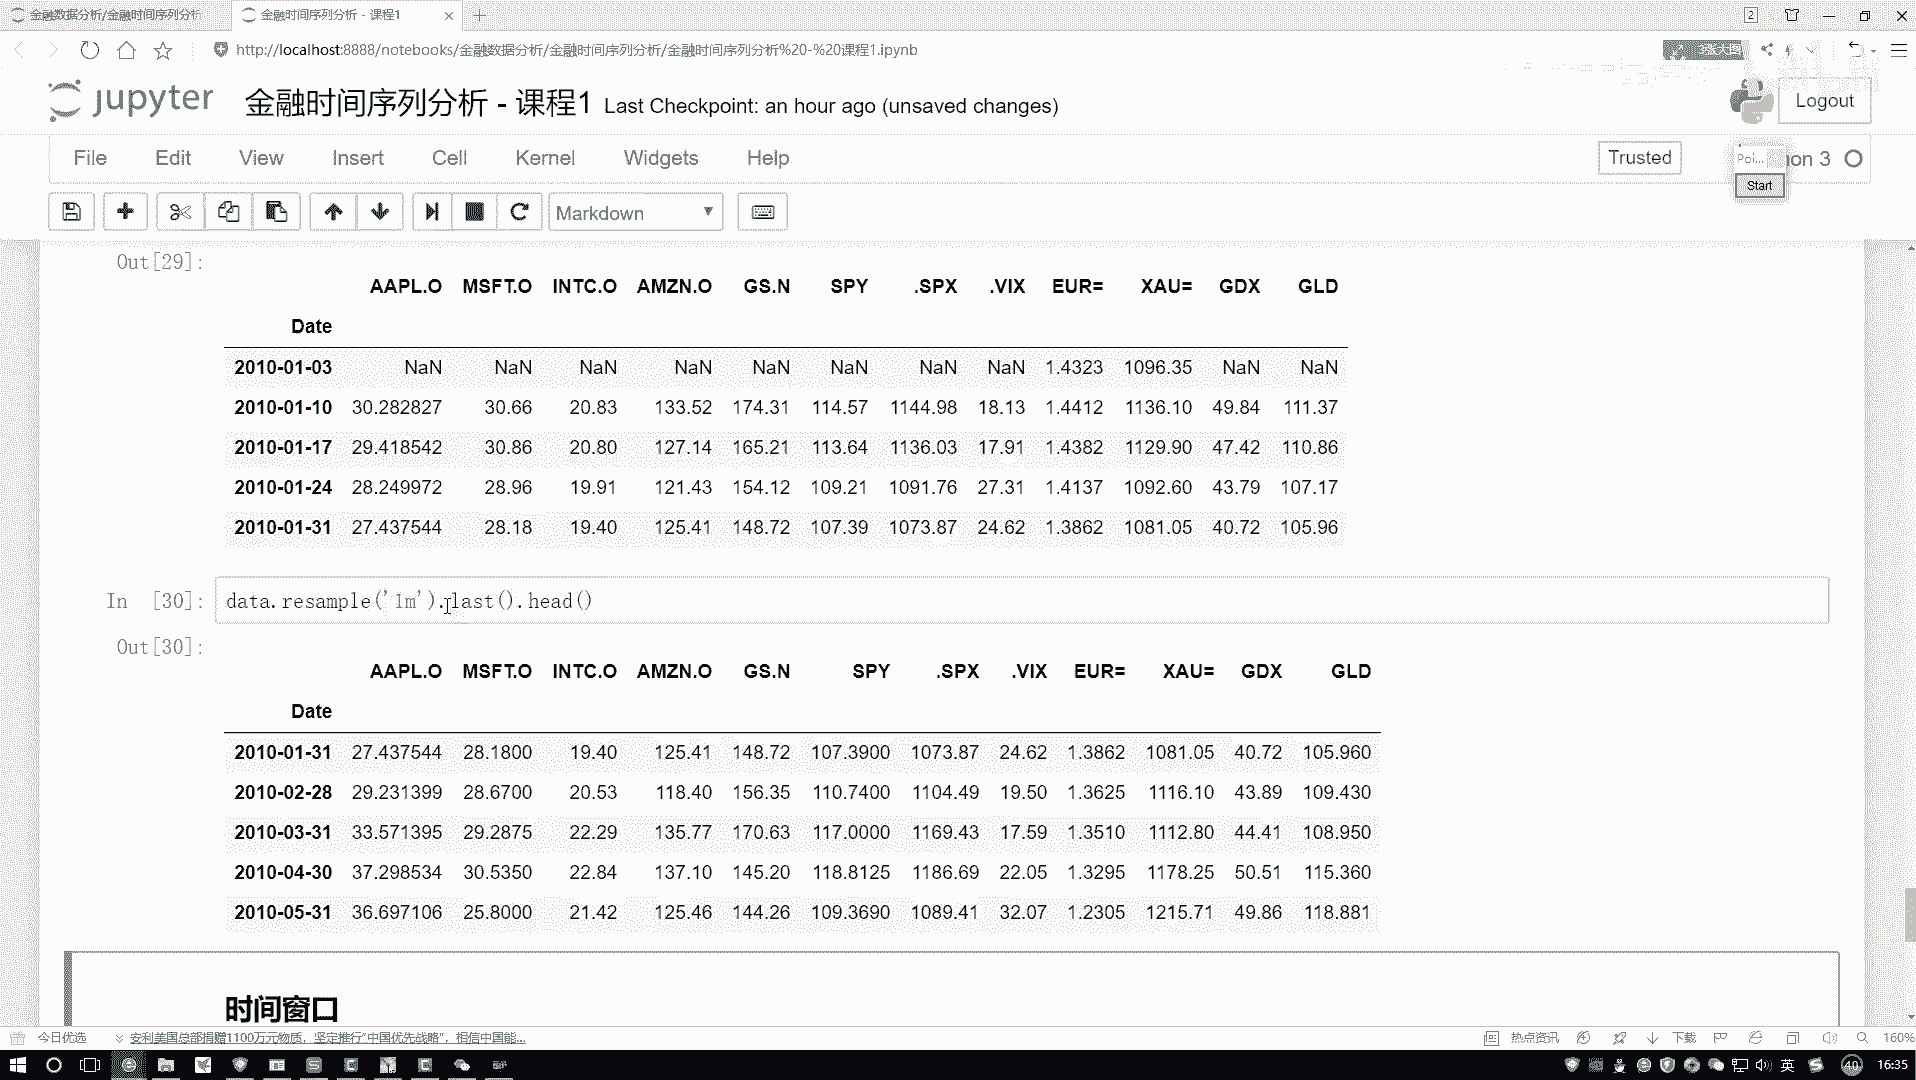 金融数据分析/金融时间序列分析
金融时间序列分析 - 课程1
2
http://localhost:8888/notebooks/金融数据分析/金融时间序列分析/金融时间序列分析%20-%20课程1.ipynb
3张大图
jupyter 金融时间序列分析 - 课程1 Last Checkpoint: an hour ago (unsaved changes)
Logout
File Edit View Insert Cell Kernel Widgets Help
Trusted
Poi...
on 3
Start
Markdown
Out[29]:
AAPL.O MSFT.O INTC.O AMZN.O GS.N SPY .SPX .VIX EUR= XAU= GDX GLD
Date
2010-01-03 NaN NaN NaN NaN NaN NaN NaN NaN 1.4323 1096.35 NaN NaN
2010-01-10 30.282827 30.66 20.83 133.52 174.31 114.57 1144.98 18.13 1.4412 1136.10 49.84 111.37
2010-01-17 29.418542 30.86 20.80 127.14 165.21 113.64 1136.03 17.91 1.4382 1129.90 47.42 110.86
2010-01-24 28.249972 28.96 19.91 121.43 154.12 109.21 1091.76 27.31 1.4137 1092.60 43.79 107.17
2010-01-31 27.437544 28.18 19.40 125.41 148.72 107.39 1073.87 24.62 1.3862 1081.05 40.72 105.96
In [30]: data.resample('1m').last().head()
Out[30]:
AAPL.O MSFT.O INTC.O AMZN.O GS.N SPY .SPX .VIX EUR= XAU= GDX GLD
Date
2010-01-31 27.437544 28.1800 19.40 125.41 148.72 107.3900 1073.87 24.62 1.3862 1081.05 40.72 105.960
2010-02-28 29.231399 28.6700 20.53 118.40 156.35 110.7400 1104.49 19.50 1.3625 1116.10 43.89 109.430
2010-03-31 33.571395 29.2875 22.29 135.77 170.63 117.0000 1169.43 17.59 1.3510 1112.80 44.41 108.950
2010-04-30 37.298534 30.5350 22.84 137.10 145.20 118.8125 1186.69 22.05 1.3295 1178.25 50.51 115.360
2010-05-31 36.697106 25.8000 21.42 125.46 144.26 109.3690 1089.41 32.07 1.2305 1215.71 49.86 118.881
时间窗口
今日优选
安利美国总部捐赠1100万元物质，坚定推行“中国优先战略”，相信中国能...
热点资讯
下载
160%
英
40
16:35